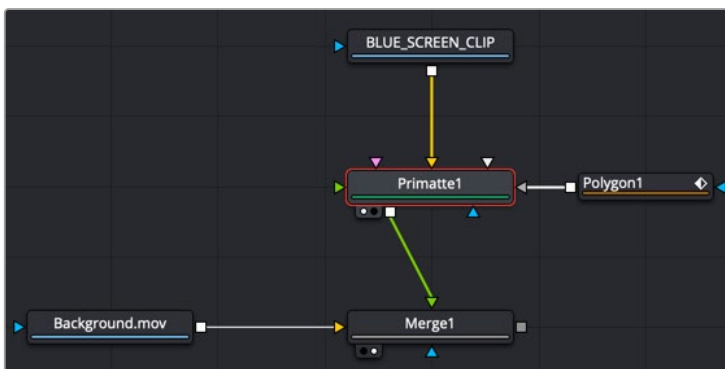 BLUE_SCREEN_CLIP
Primatte1
Polygon1
Background.mov
Merge1